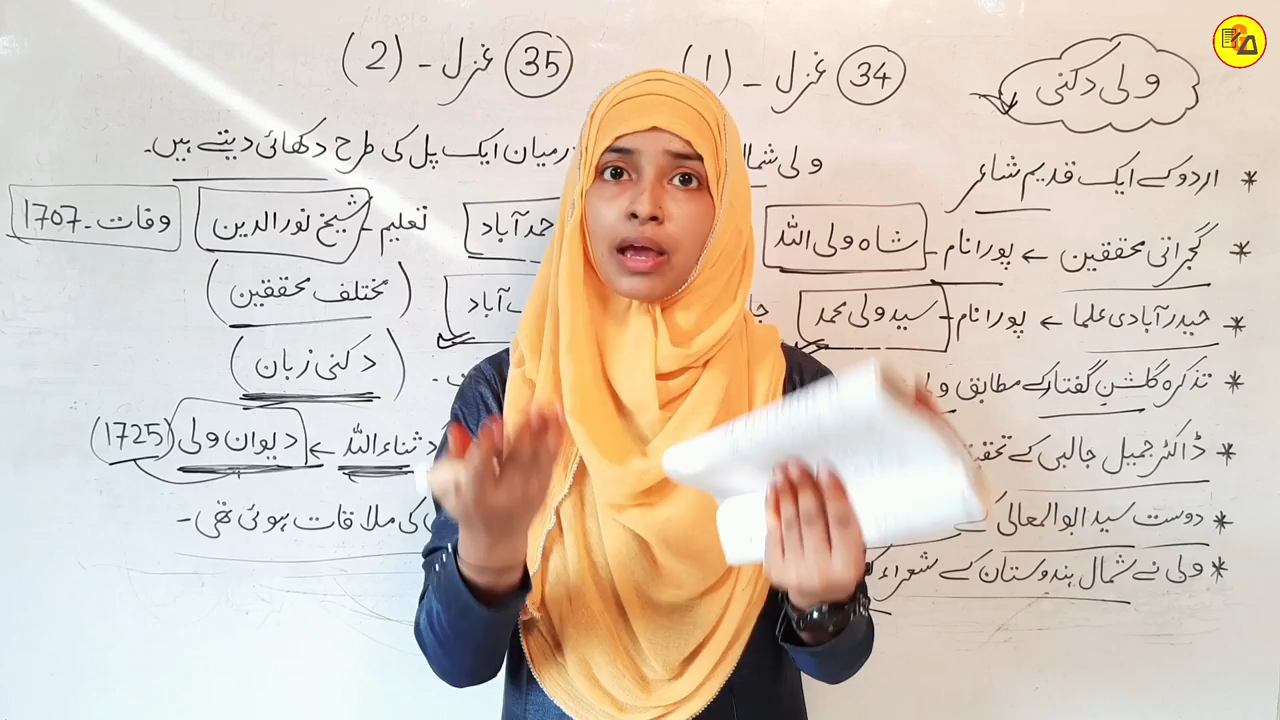 ولی دکنی
34 غزل - (1)
35 غزل - (2)
* اردو کے ایک قدیم شاعر
ولی درمیان ایک پل کی طرح دکھائی دیتے ہیں۔
* گجراتی محققین ← پورا نام - شاہ ولی اللہ
تعلیم - شیخ نورالدین
وفات - 1707
* حیدرآبادی علما ← پورا نام - سید ولی محمد
(مختلف محققین)
* تذکرہ گلشنِ گفتار کے مطابق
(دکنی زبان)
* ڈاکٹر جمیل جالبی کے
ثناء اللہ ← دیوان ولی (1725)
* دوست سید ابوالمعالی کے
کی ملاقات ہوئی تھی -
* ولی نے شمال ہندوستان کے شعراء